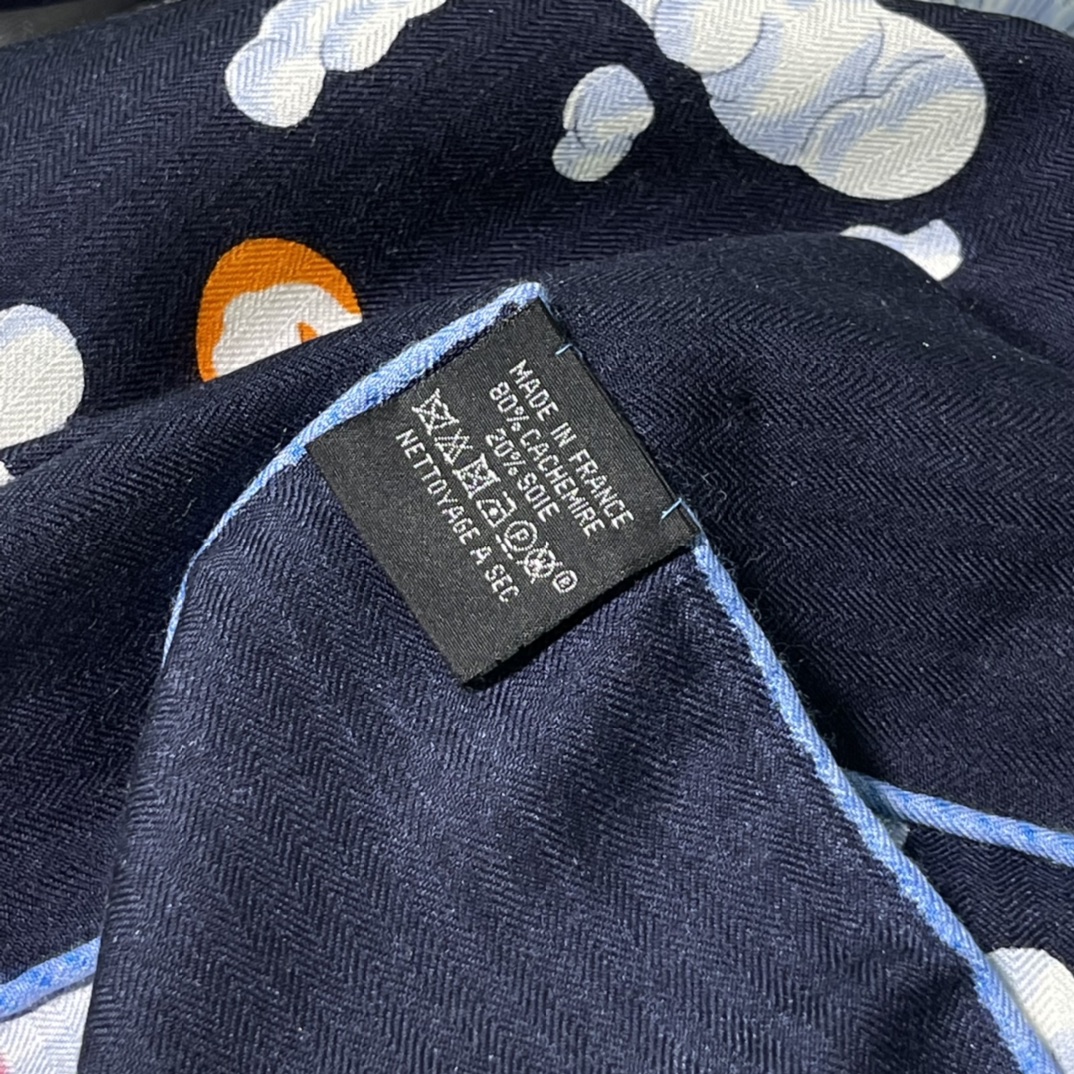 MADE IN FRANCE
80% CACHEMIRE
20% SOIE
P W ®
NETTOYAGE A SEC